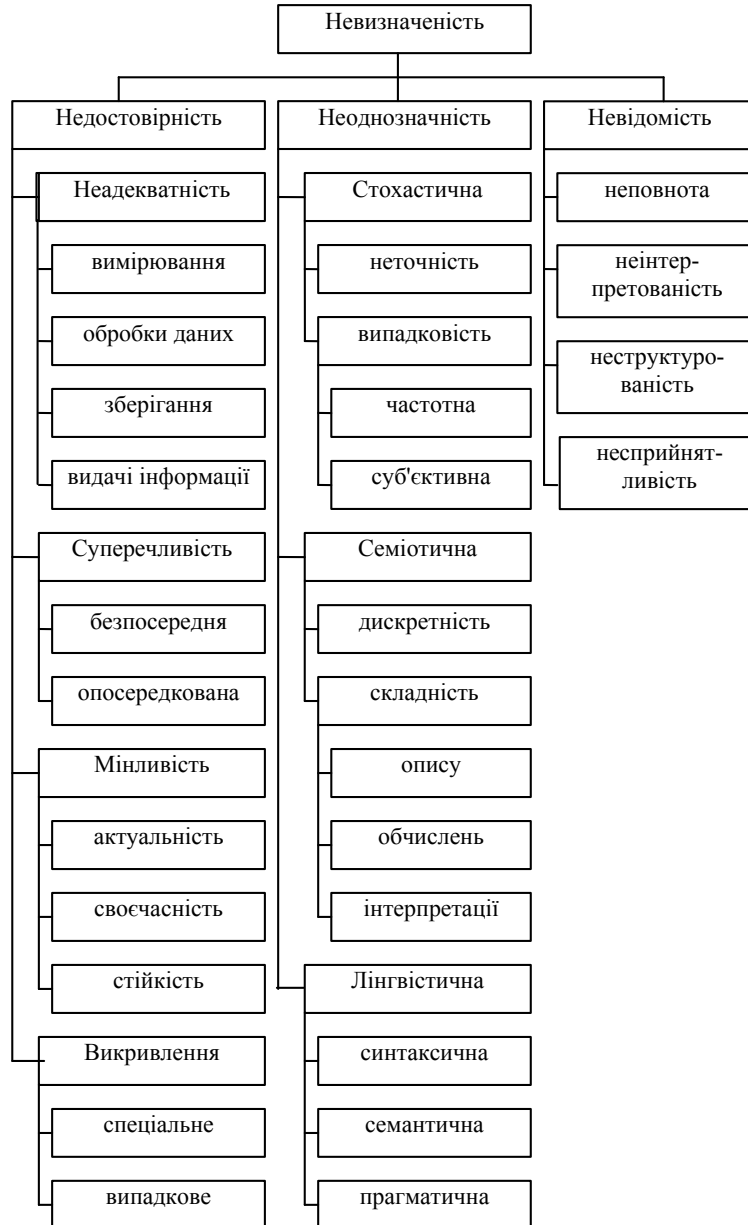 Невизначеність
Недостовірність
Неадекватність
вимірювання
обробки даних
зберігання
видачі інформації
Суперечливість
безпосередня
опосередкована
Мінливість
актуальність
своєчасність
стійкість
Викривлення
спеціальне
випадкове
Неоднозначність
Стохастична
неточність
випадковість
частотна
суб'єктивна
Семіотична
дискретність
складність
опису
обчислень
інтерпретації
Лінгвістична
синтаксична
семантична
прагматична
Невідомість
неповнота
неінтер-
претованість
неструктуро-
ваність
несприйнят-
ливість